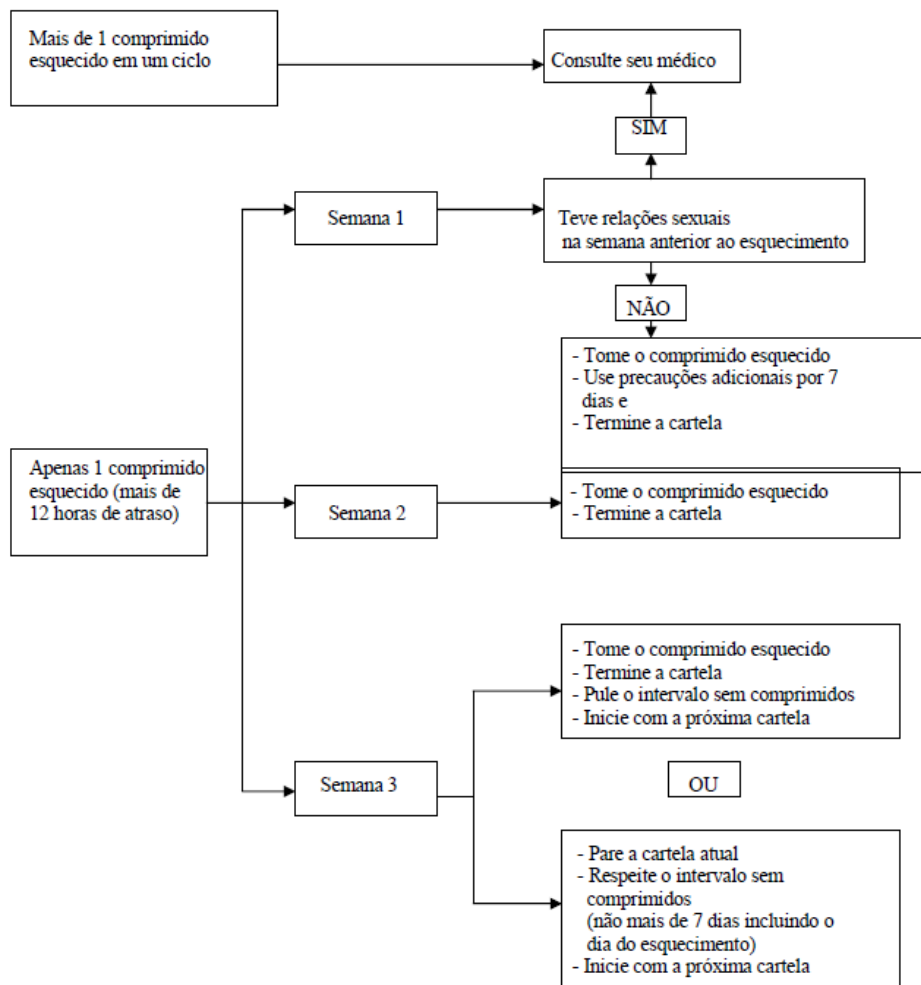 Mais de 1 comprimido
esquecido em um ciclo
Consulte seu médico
SIM
Semana 1
Teve relações sexuais
na semana anterior ao esquecimento
NÃO
- Tome o comprimido esquecido
- Use precauções adicionais por 7
dias e
- Termine a cartela
Apenas 1 comprimido
esquecido (mais de
12 horas de atraso)
Semana 2
- Tome o comprimido esquecido
- Termine a cartela
- Tome o comprimido esquecido
- Termine a cartela
- Pule o intervalo sem comprimidos
- Inicie com a próxima cartela
Semana 3
OU
- Pare a cartela atual
- Respeite o intervalo sem
comprimidos
(não mais de 7 dias incluindo o
dia do esquecimento)
- Inicie com a próxima cartela